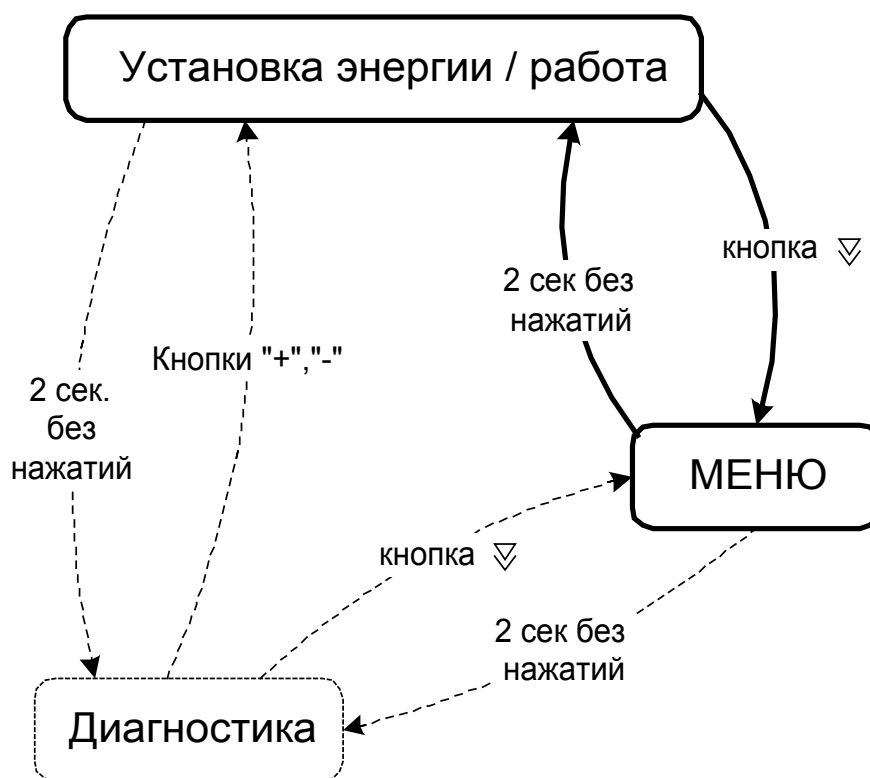 Установка энергии / работа
кнопка
2 сек без
нажатий
Кнопки "+","-"
2 сек.
без
нажатий
МЕНЮ
кнопка
2 сек без
нажатий
Диагностика